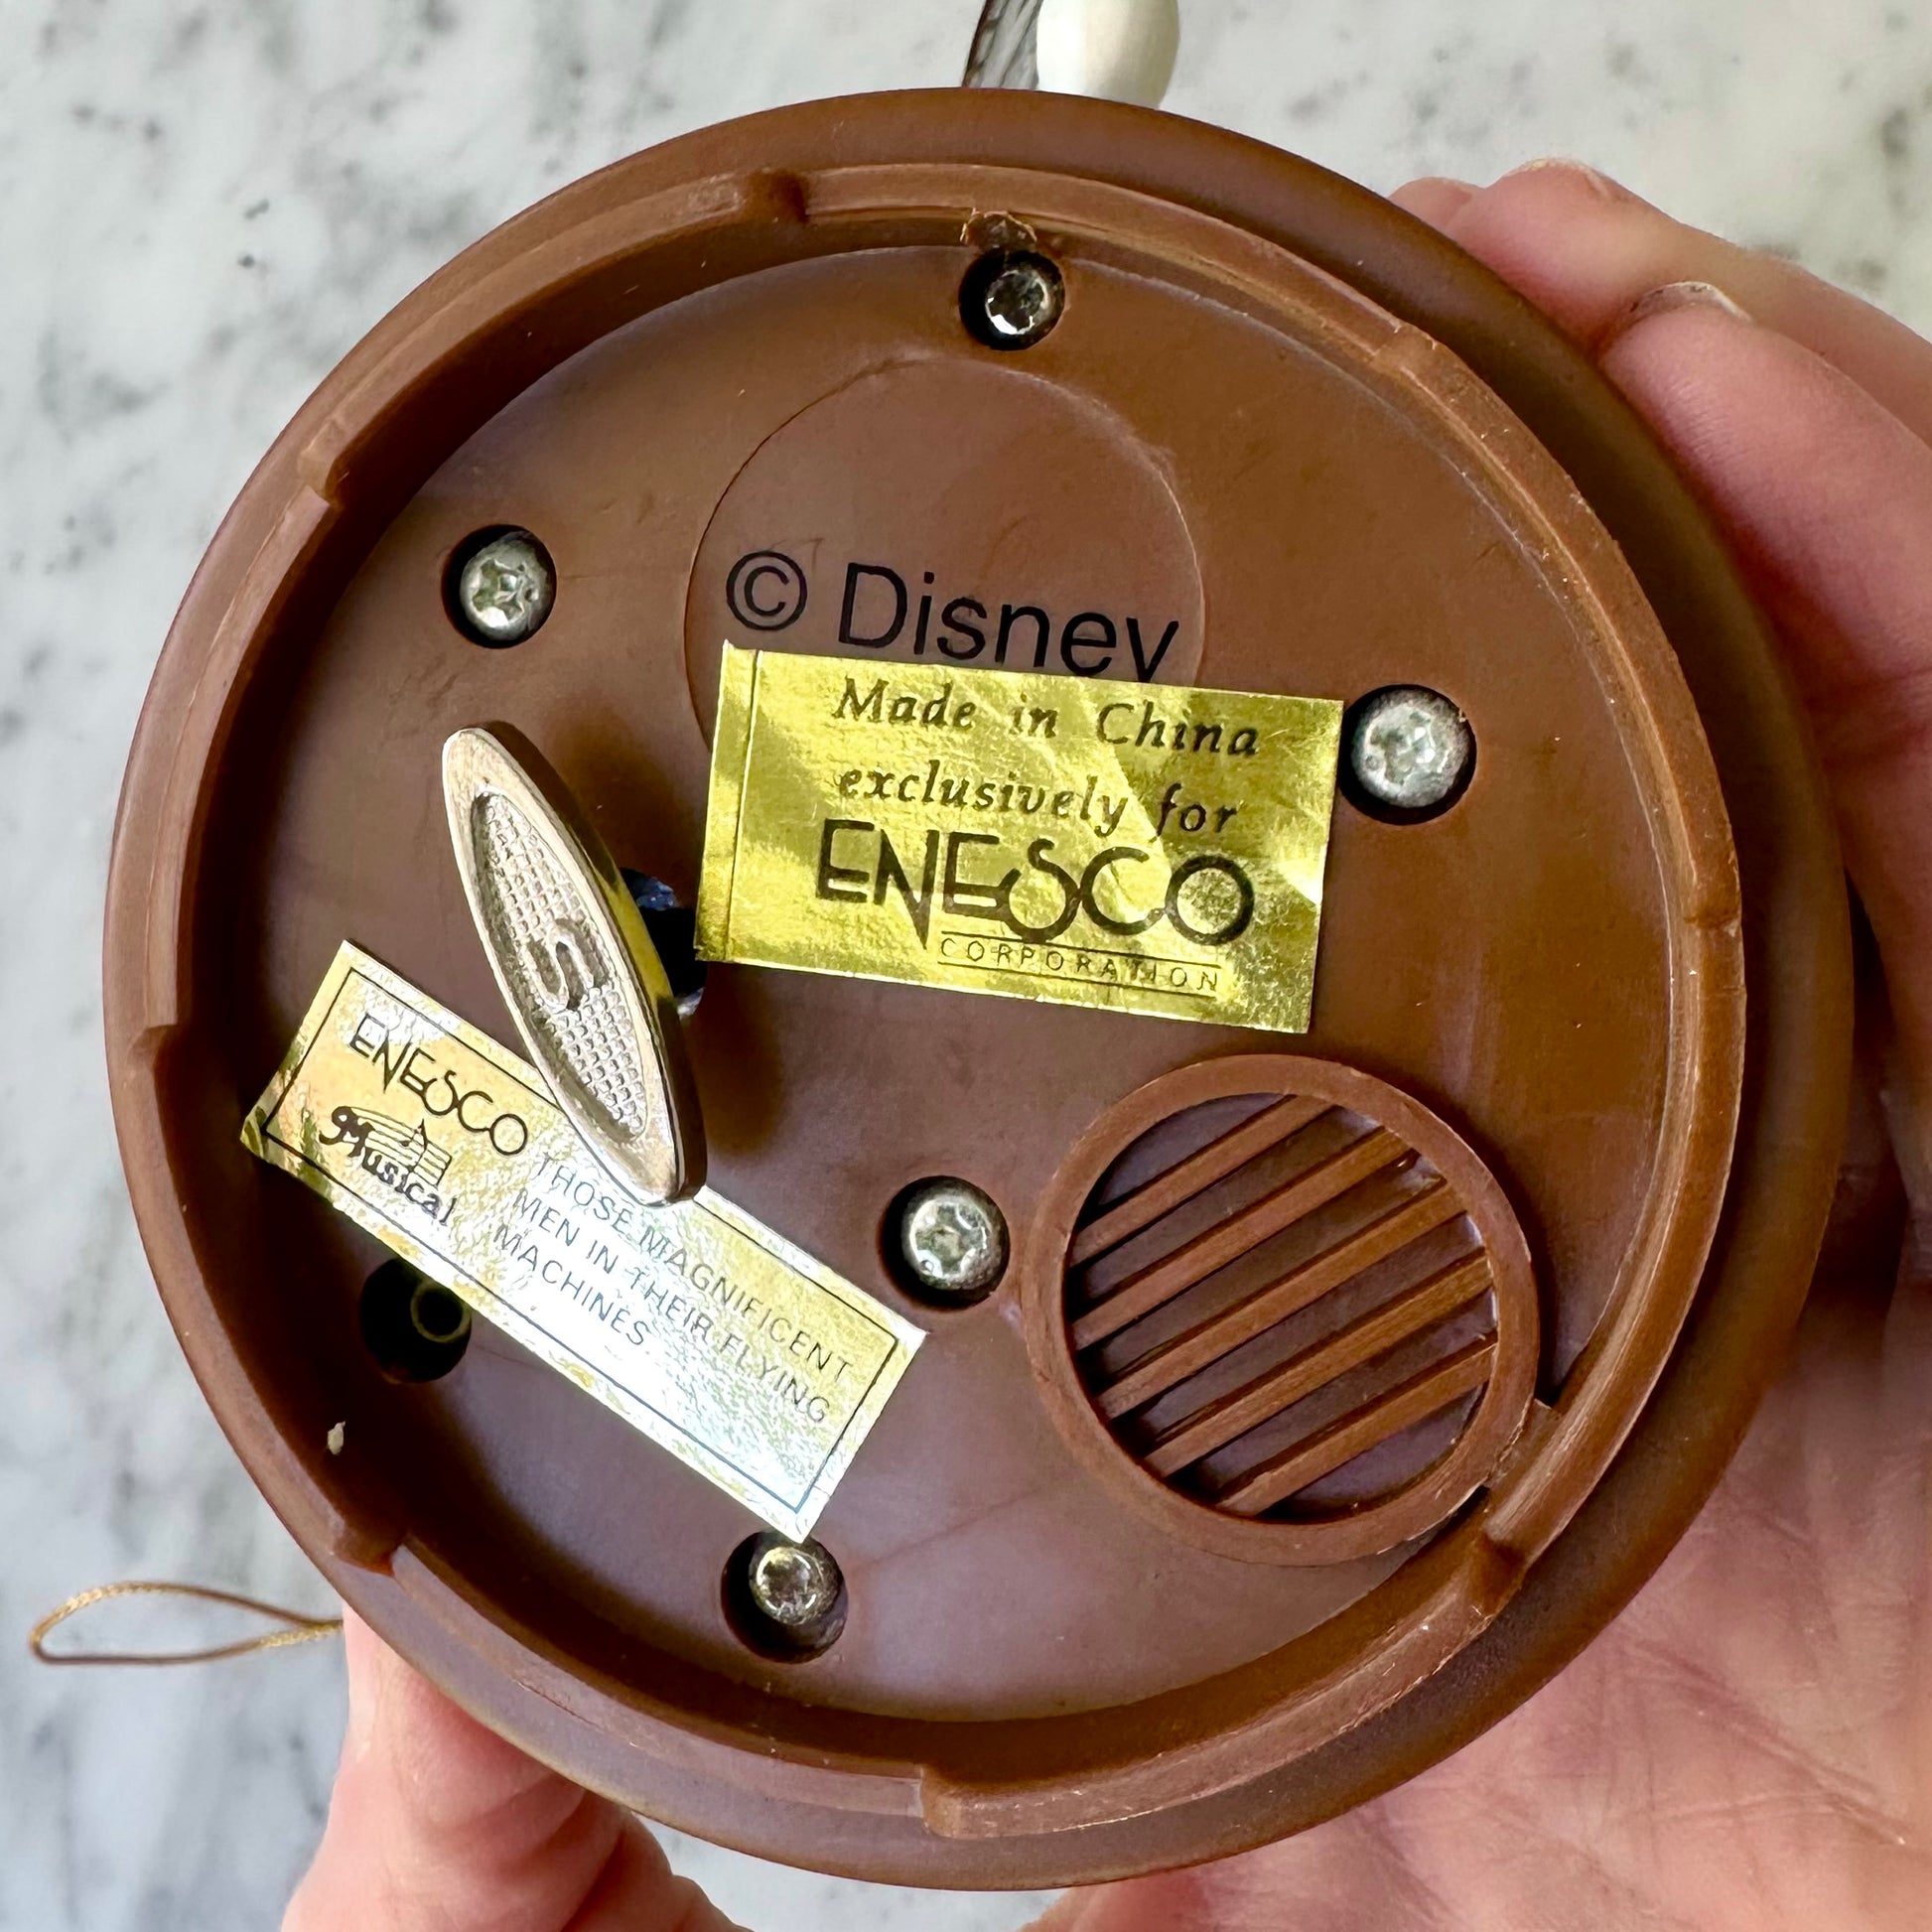 © Disney
Made in China
exclusively for
ENESCO
CORPORATION
S
ENESCO
Musical
THOSE MAGNIFICENT
MEN IN THEIR FLYING
MACHINES